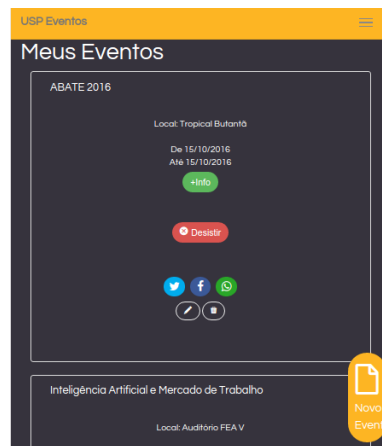 USP Eventos
Meus Eventos
ABATE 2016
Local: Tropical Butantã
De 15/10/2016
Até 15/10/2016
+Info
Desistir
Inteligência Artificial e Mercado de Trabalho
Local: Auditório FEA V
Novo
Event